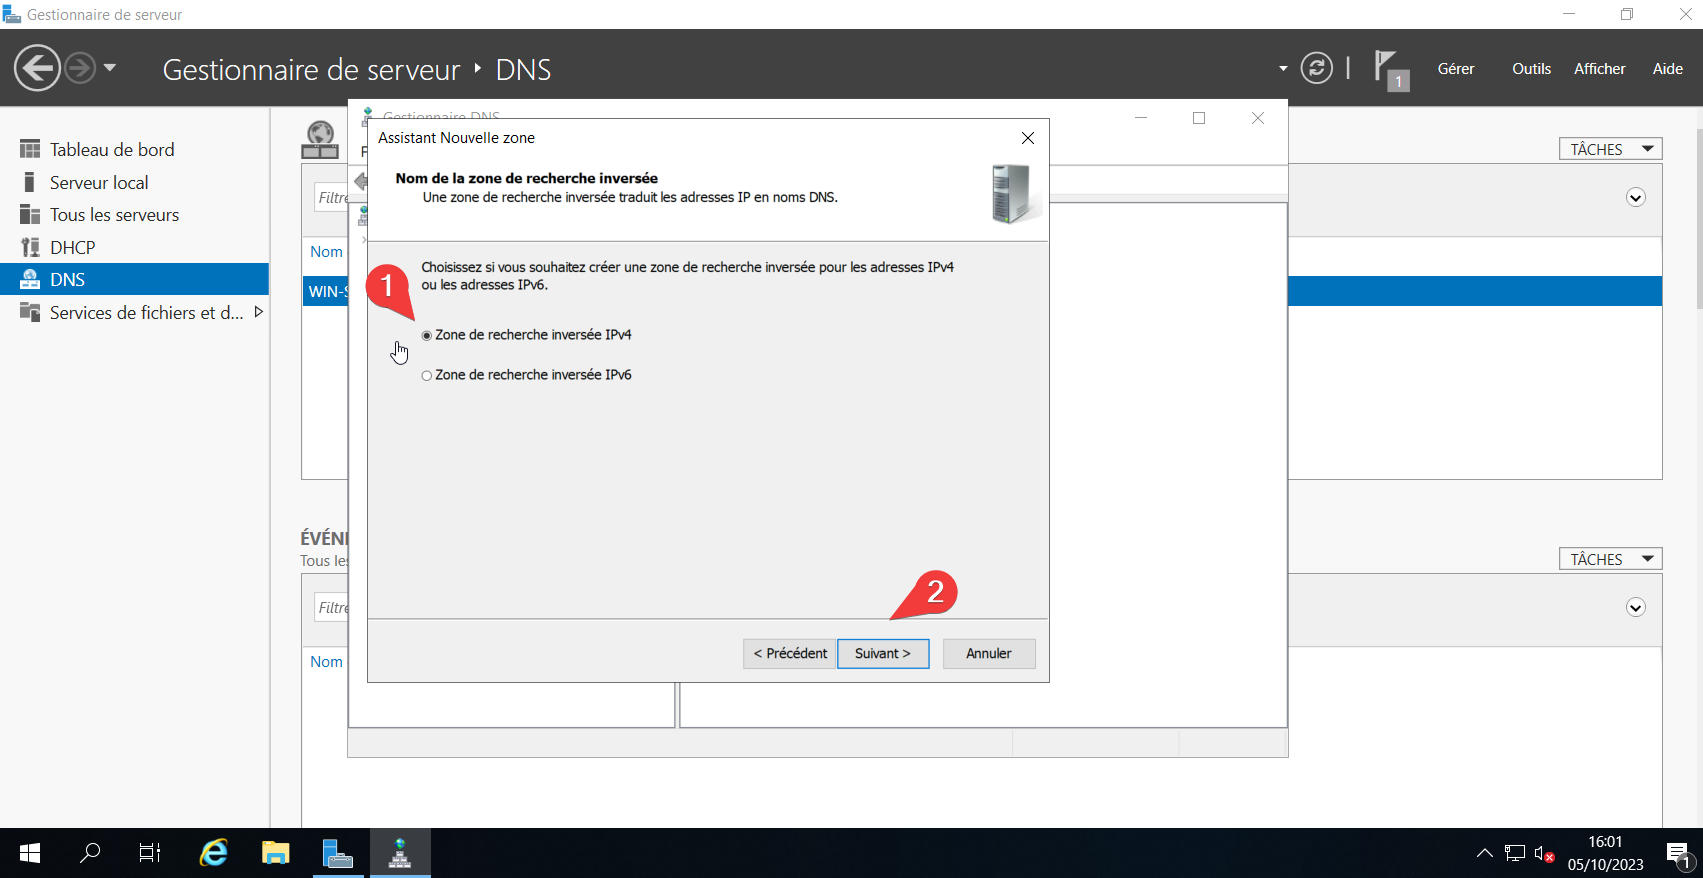 Gestionnaire de serveur
Gestionnaire de serveur • DNS
1
Gérer
Outils
Afficher
Aide
Tableau de bord
Serveur local
Tous les serveurs
DHCP
DNS
Services de fichiers et d...
TÂCHES
Filtre
Nom
WIN-S
ÉVÉN
Tous les
TÂCHES
Filtre
Nom
Gestionnaire DNS
F
Assistant Nouvelle zone
Nom de la zone de recherche inversée
Une zone de recherche inversée traduit les adresses IP en noms DNS.
Choisissez si vous souhaitez créer une zone de recherche inversée pour les adresses IPv4
ou les adresses IPv6.
1
Zone de recherche inversée IPv4
Zone de recherche inversée IPv6
2
< Précédent
Suivant >
Annuler
16:01
05/10/2023
1